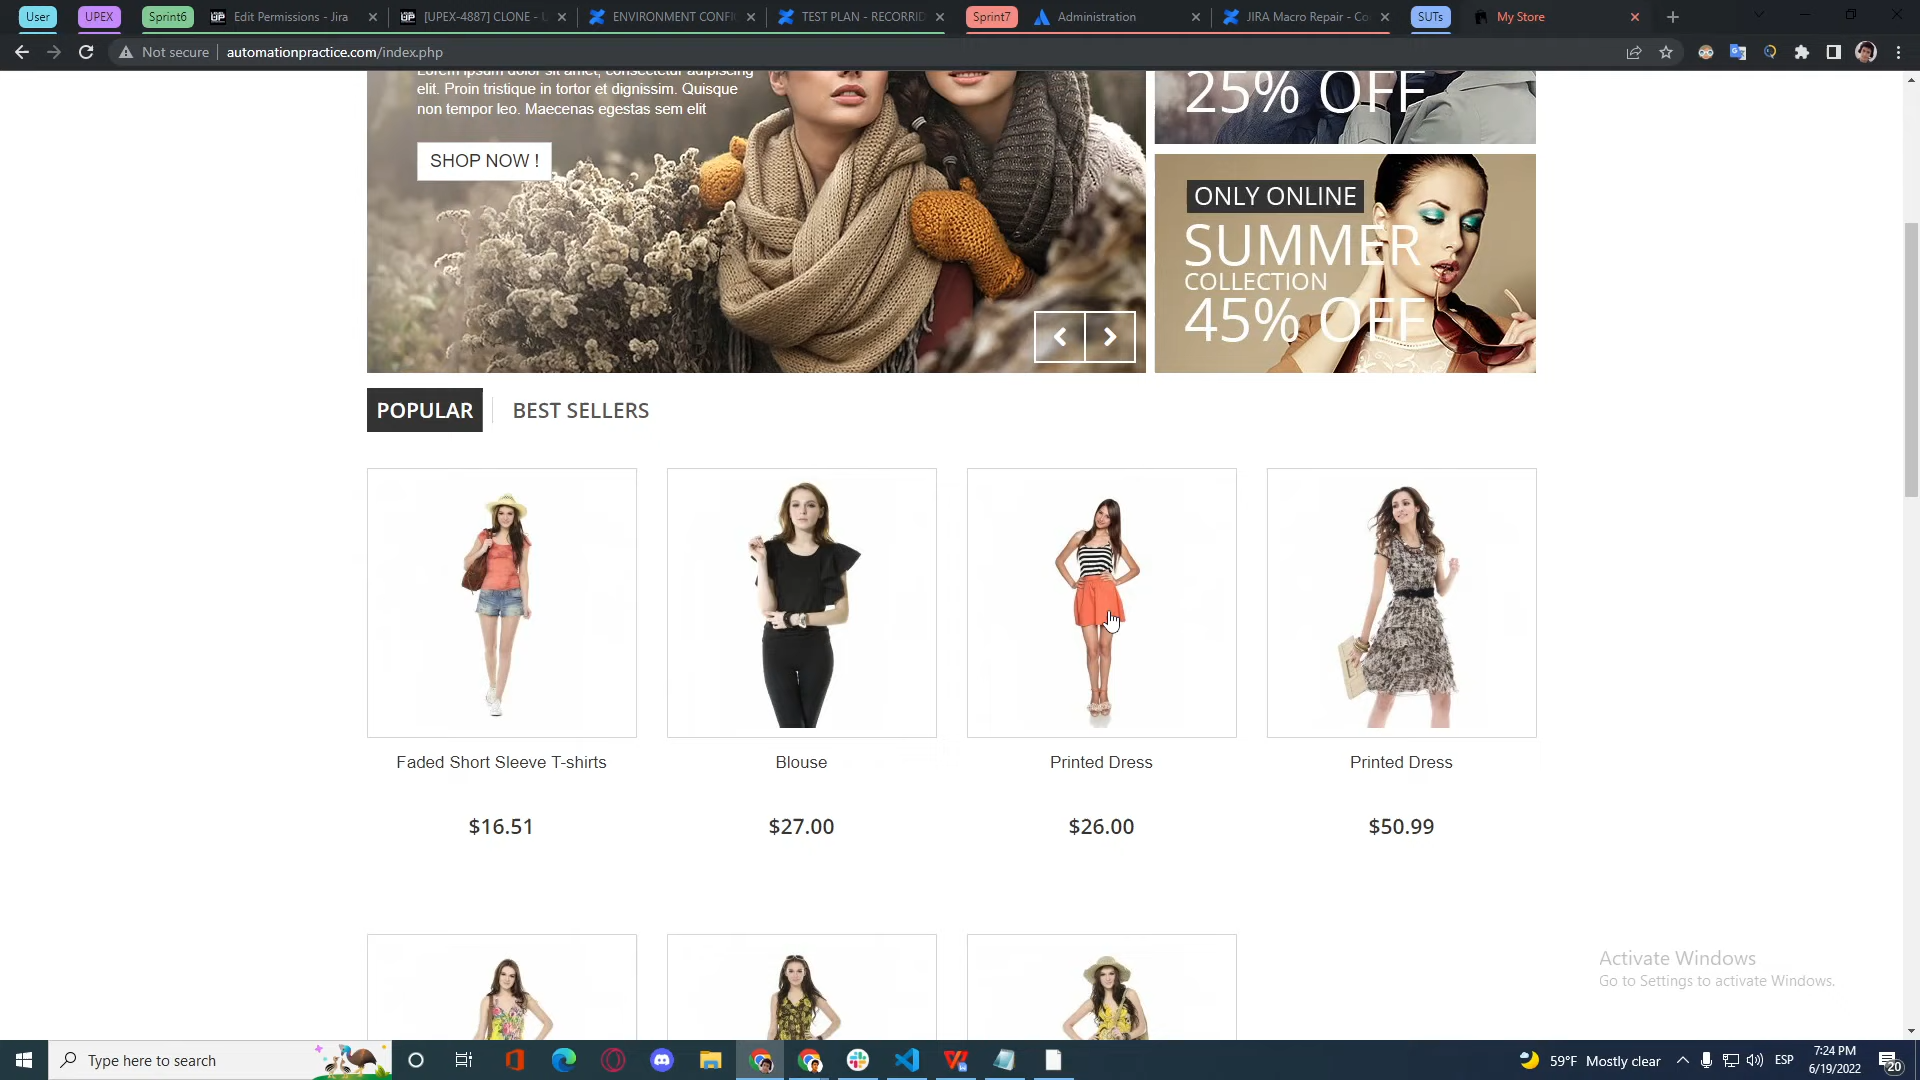 User
UPEX
Sprint6
Edit Permissions - Jira
[UPEX-4887] CLONE -
ENVIRONMENT CONFI
TEST PLAN - RECORRID
Sprint7
Administration
JIRA Macro Repair - Co
SUTs
My Store
Not secure
automationpractice.com/index.php
Lorem ipsum dolor sit amet, consectetur adipiscing
elit. Proin tristique in tortor et dignissim. Quisque
non tempor leo. Maecenas egestas sem elit
SHOP NOW !
25% OFF
ONLY ONLINE
SUMMER
COLLECTION
45% OFF
POPULAR
BEST SELLERS
Faded Short Sleeve T-shirts
Blouse
Printed Dress
Printed Dress
$16.51
$27.00
$26.00
$50.99
Activate Windows
Go to Settings to activate Windows.
Type here to search
59°F Mostly clear
ESP
7:24 PM
6/19/2022
20